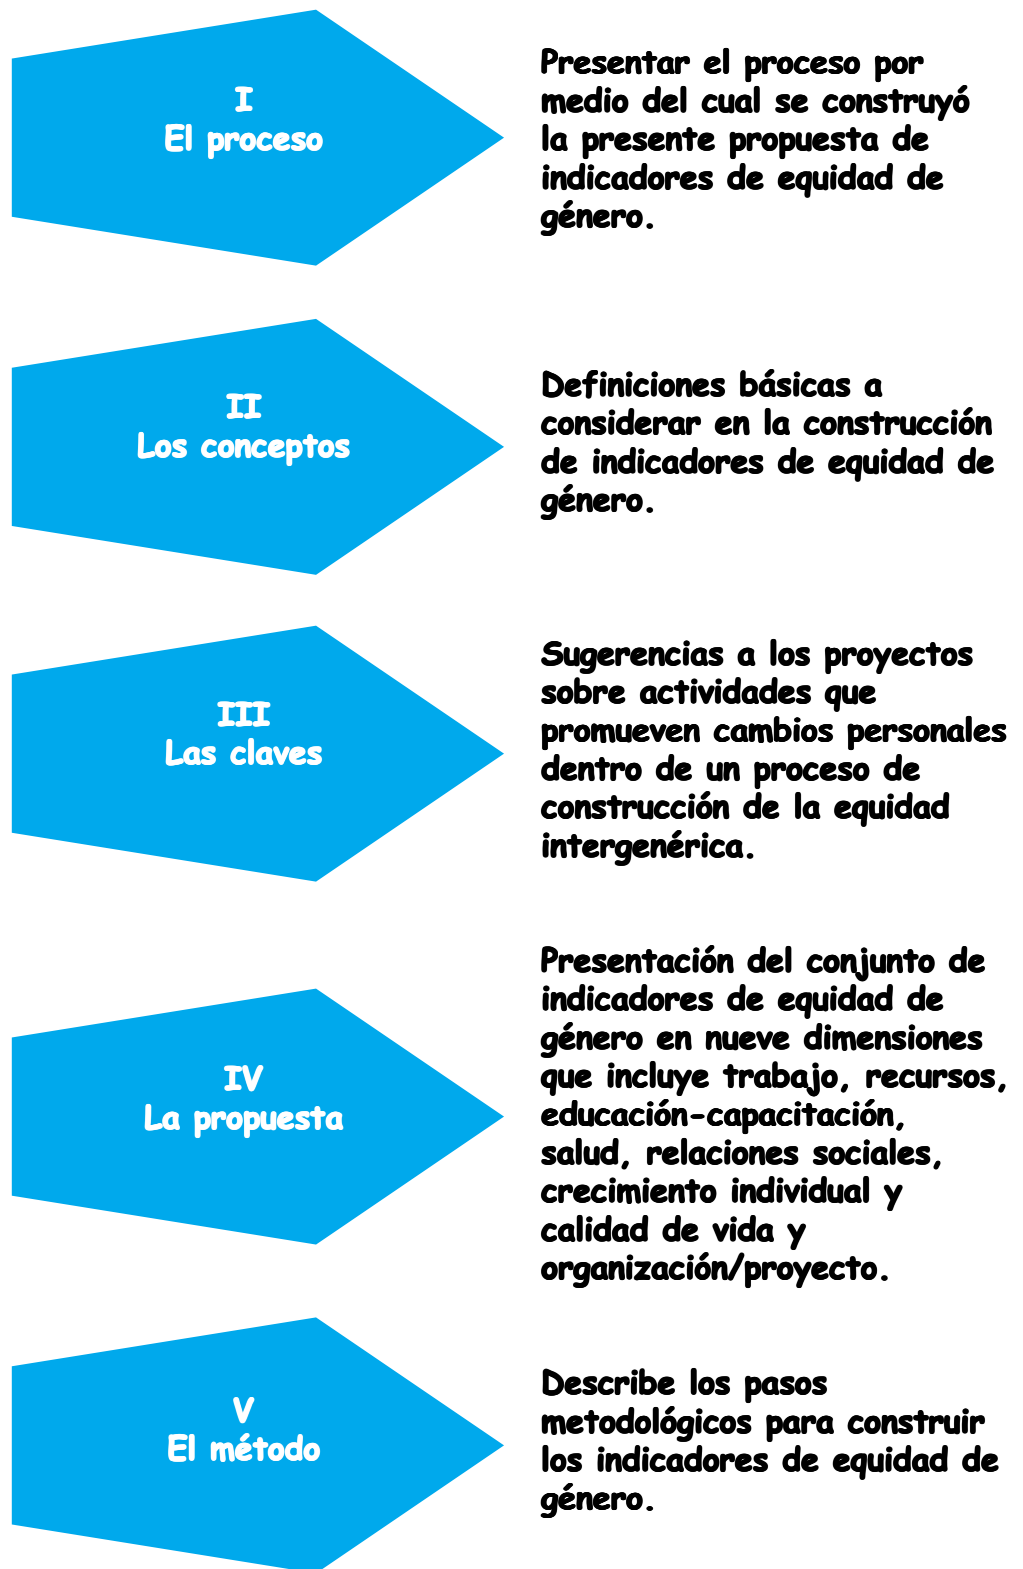 I
El proceso
Presentar el proceso por
medio del cual se construyó
la presente propuesta de
indicadores de equidad de
género.
II
Los conceptos
Definiciones básicas a
considerar en la construcción
de indicadores de equidad de
género.
III
Las claves
Sugerencias a los proyectos
sobre actividades que
promueven cambios personales
dentro de un proceso de
construcción de la equidad
intergenérica.
IV
La propuesta
Presentación del conjunto de
indicadores de equidad de
género en nueve dimensiones
que incluye trabajo, recursos,
educación-capacitación,
salud, relaciones sociales,
crecimiento individual y
calidad de vida y
organización/proyecto.
V
El método
Describe los pasos
metodológicos para construir
los indicadores de equidad de
género.